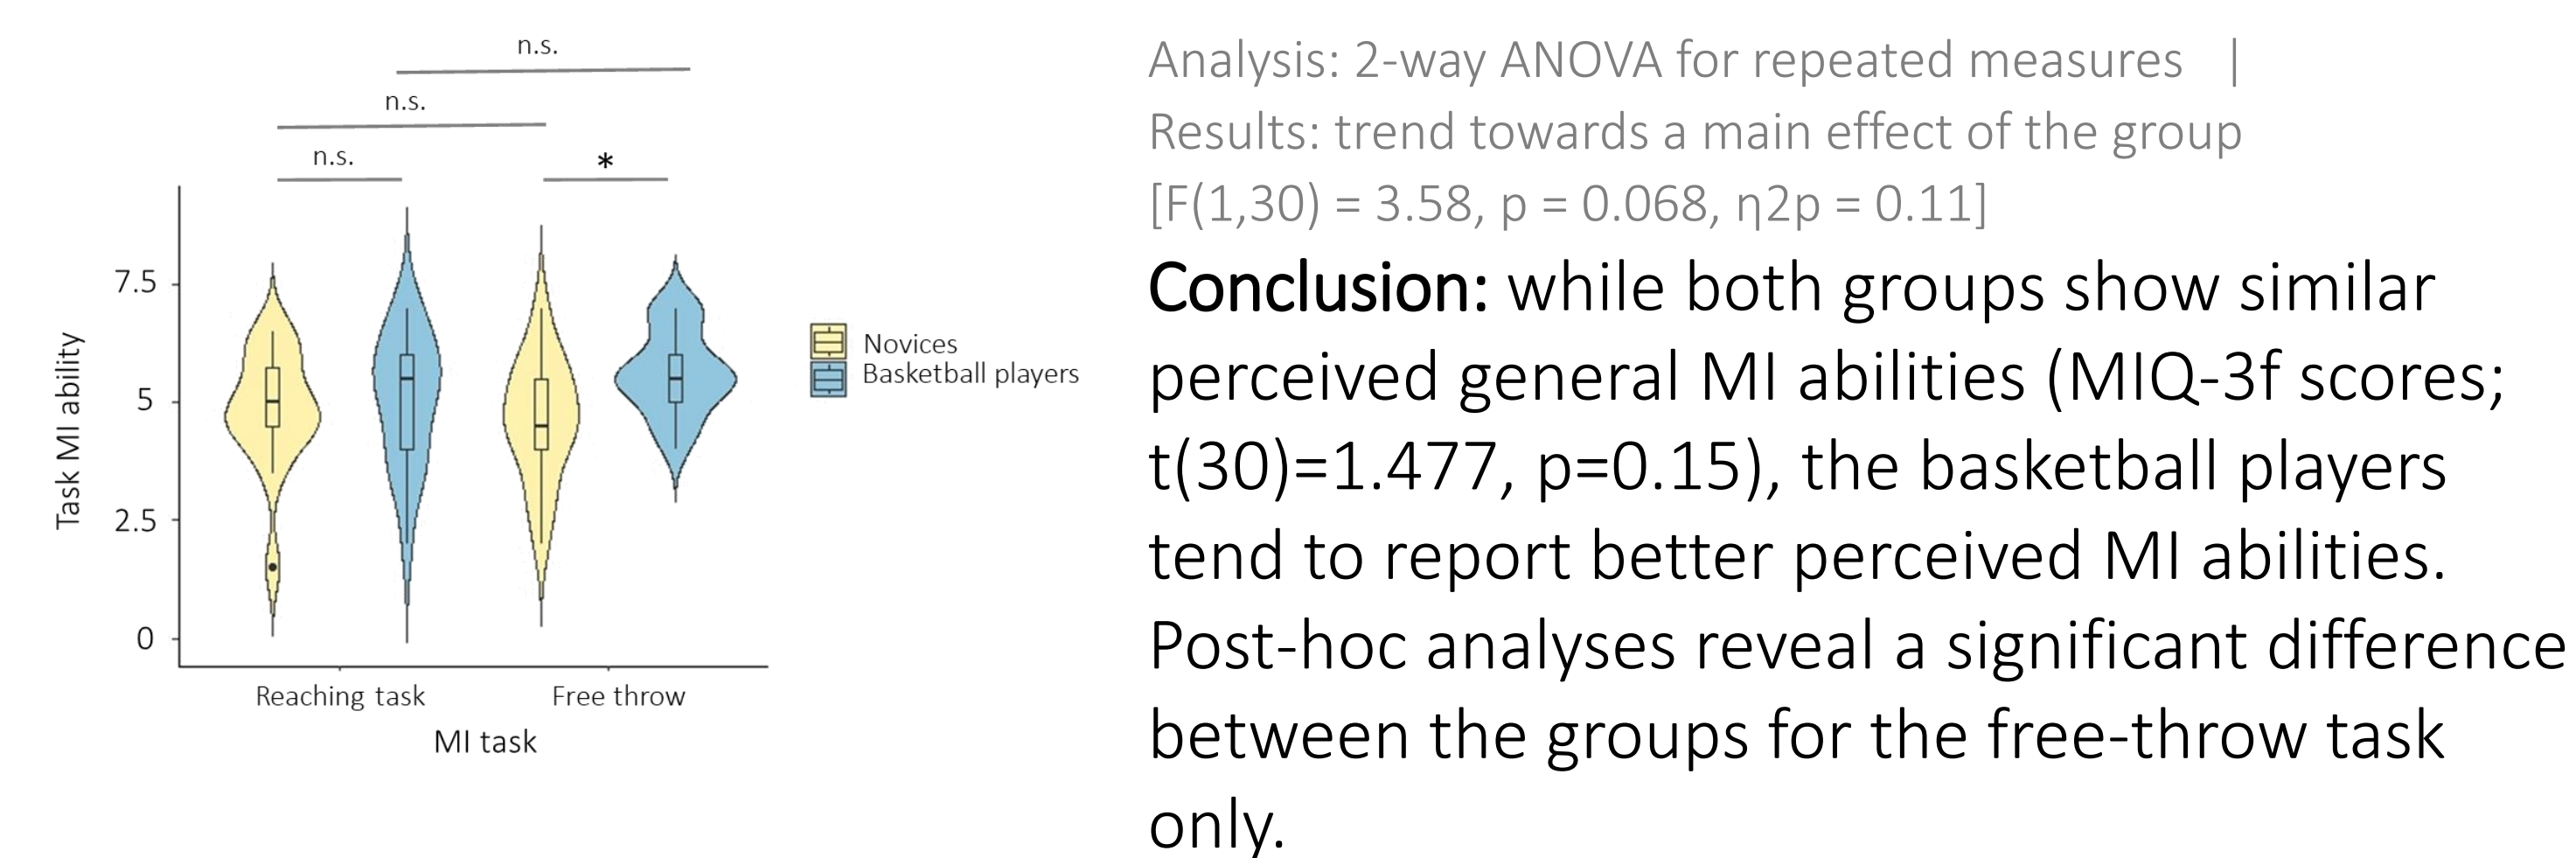 n.s.
n.s.
n.s.
*
7.5
5
2.5
0
Task MI ability
Reaching task
Free throw
MI task
Novices
Basketball players
Analysis: 2-way ANOVA for repeated measures |
Results: trend towards a main effect of the group
[F(1,30) = 3.58, p = 0.068, η2p = 0.11]
Conclusion: while both groups show similar
perceived general MI abilities (MIQ-3f scores;
t(30)=1.477, p=0.15), the basketball players
tend to report better perceived MI abilities.
Post-hoc analyses reveal a significant difference
between the groups for the free-throw task
only.